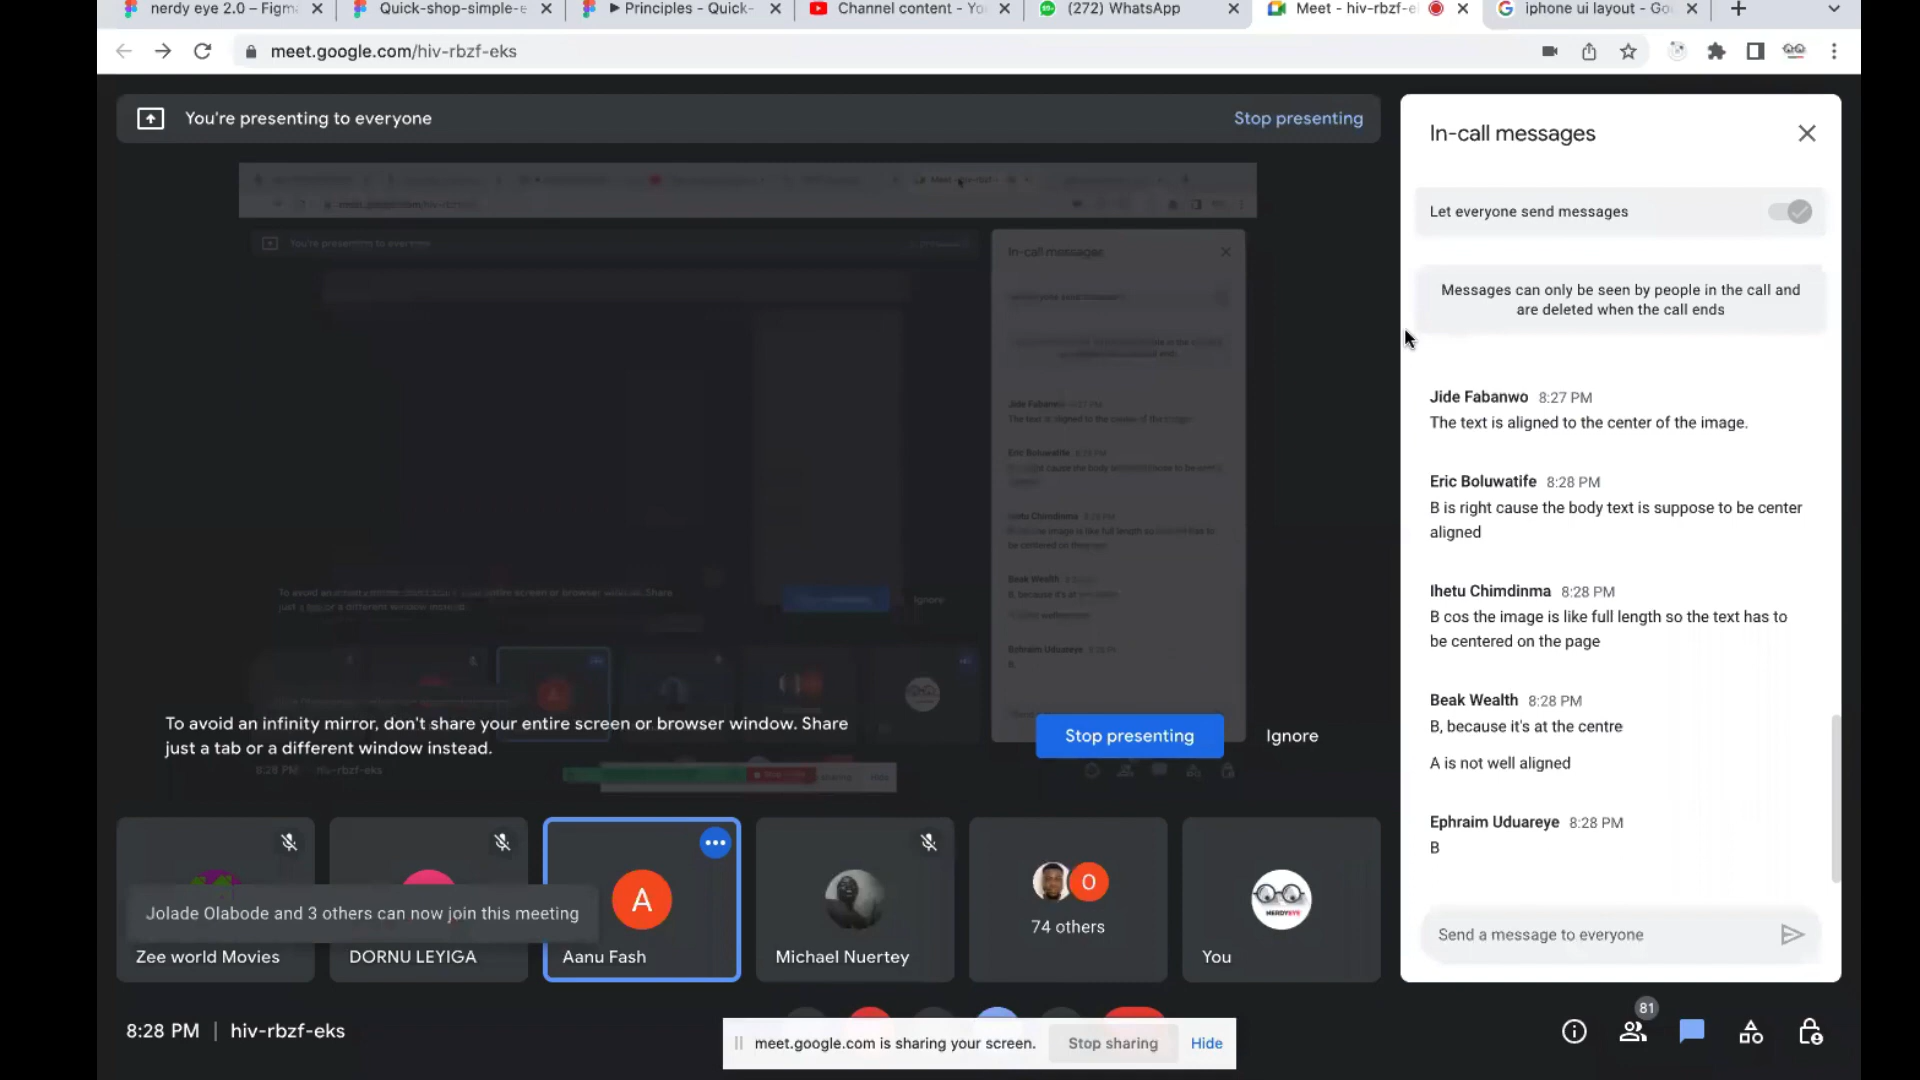 nerdy eye 2.0 – Figm
Quick-shop-simple-e
Principles - Quick-
Channel content - Yo
(272) WhatsApp
Meet - hiv-rbzf-e
iphone ui layout - Go
meet.google.com/hiv-rbzf-eks
You're presenting to everyone
Stop presenting
In-call messages
Let everyone send messages
Messages can only be seen by people in the call and
are deleted when the call ends
Jide Fabanwo 8:27 PM
The text is aligned to the center of the image.
Eric Boluwatife 8:28 PM
B is right cause the body text is suppose to be center
aligned
Ihetu Chimdinma 8:28 PM
B cos the image is like full length so the text has to
be centered on the page
Beak Wealth 8:28 PM
B, because it's at the centre
A is not well aligned
Ephraim Uduareye 8:28 PM
B
Send a message to everyone
In-call messages
To avoid an infinity mirror, don't share your entire screen or browser window. Share
just a tab or a different window instead.
Stop presenting
Ignore
Jolade Olabode and 3 others can now join this meeting
Zee world Movies
DORNU LEYIGA
A
Aanu Fash
Michael Nuertey
O
74 others
NERDYEYE
You
8:28 PM | hiv-rbzf-eks
meet.google.com is sharing your screen.
Stop sharing
Hide
81